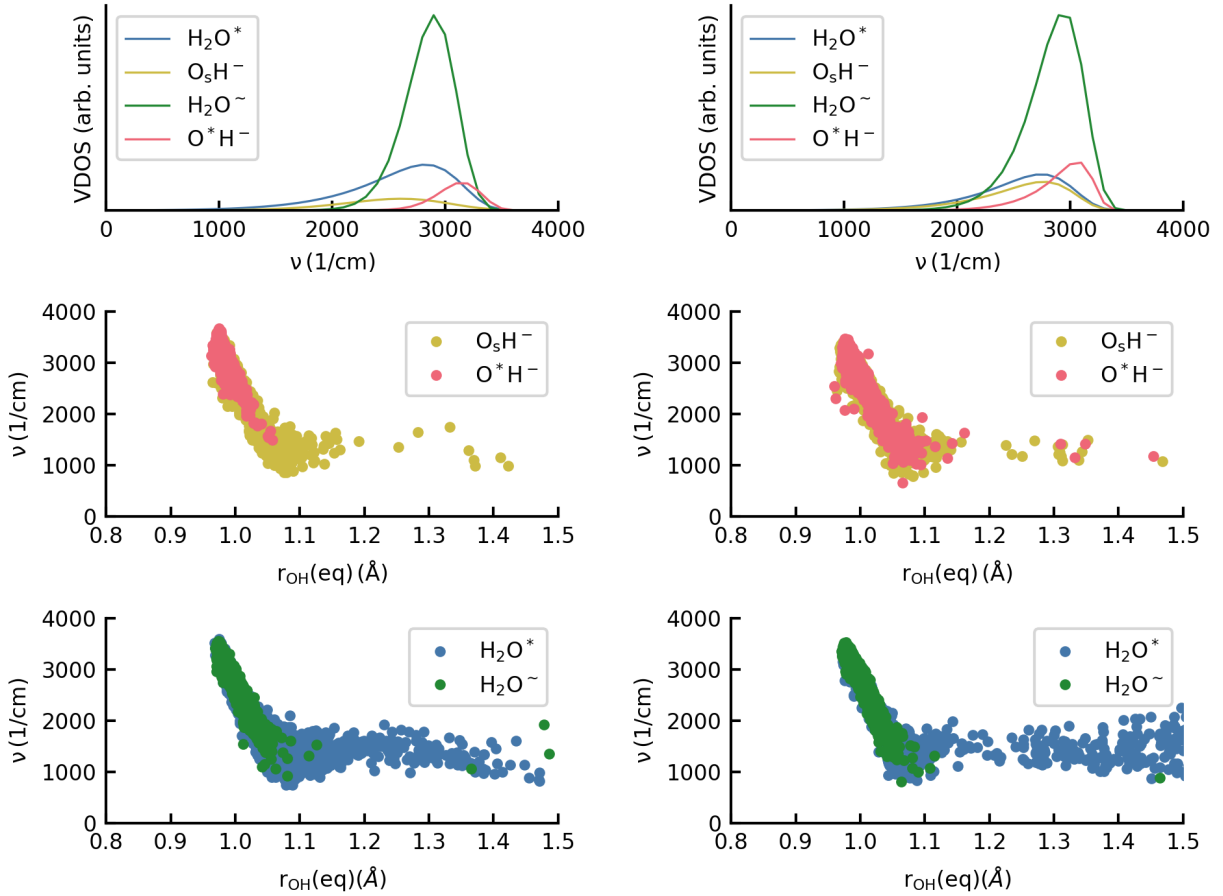 VDOS (arb. units)
H₂O*
OₛH⁻
H₂O~
O*H⁻
0 1000 2000 3000 4000
ν (1/cm)
VDOS (arb. units)
H₂O*
OₛH⁻
H₂O~
O*H⁻
0 1000 2000 3000 4000
ν (1/cm)
ν (1/cm)
4000
3000
2000
1000
0
OₛH⁻
O*H⁻
0.8 0.9 1.0 1.1 1.2 1.3 1.4 1.5
r_OH(eq) (Å)
ν (1/cm)
4000
3000
2000
1000
0
OₛH⁻
O*H⁻
0.8 0.9 1.0 1.1 1.2 1.3 1.4 1.5
r_OH(eq) (Å)
ν (1/cm)
4000
3000
2000
1000
0
H₂O*
H₂O~
0.8 0.9 1.0 1.1 1.2 1.3 1.4 1.5
r_OH(eq)(Å)
ν (1/cm)
4000
3000
2000
1000
0
H₂O*
H₂O~
0.8 0.9 1.0 1.1 1.2 1.3 1.4 1.5
r_OH(eq)(Å)